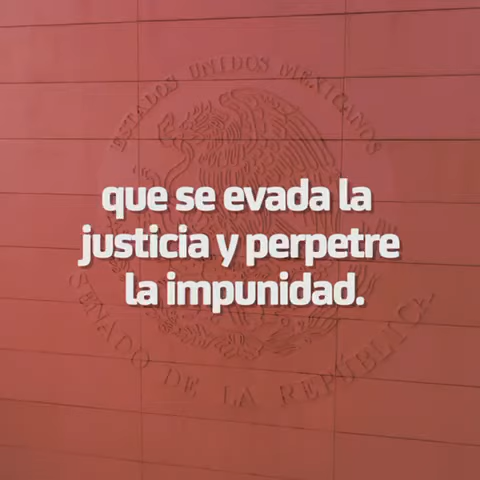 ESTADOS UNIDOS MEXICANOS
que se evada la
justicia y perpetre
la impunidad.
SENADO DE LA REPÚBLICA